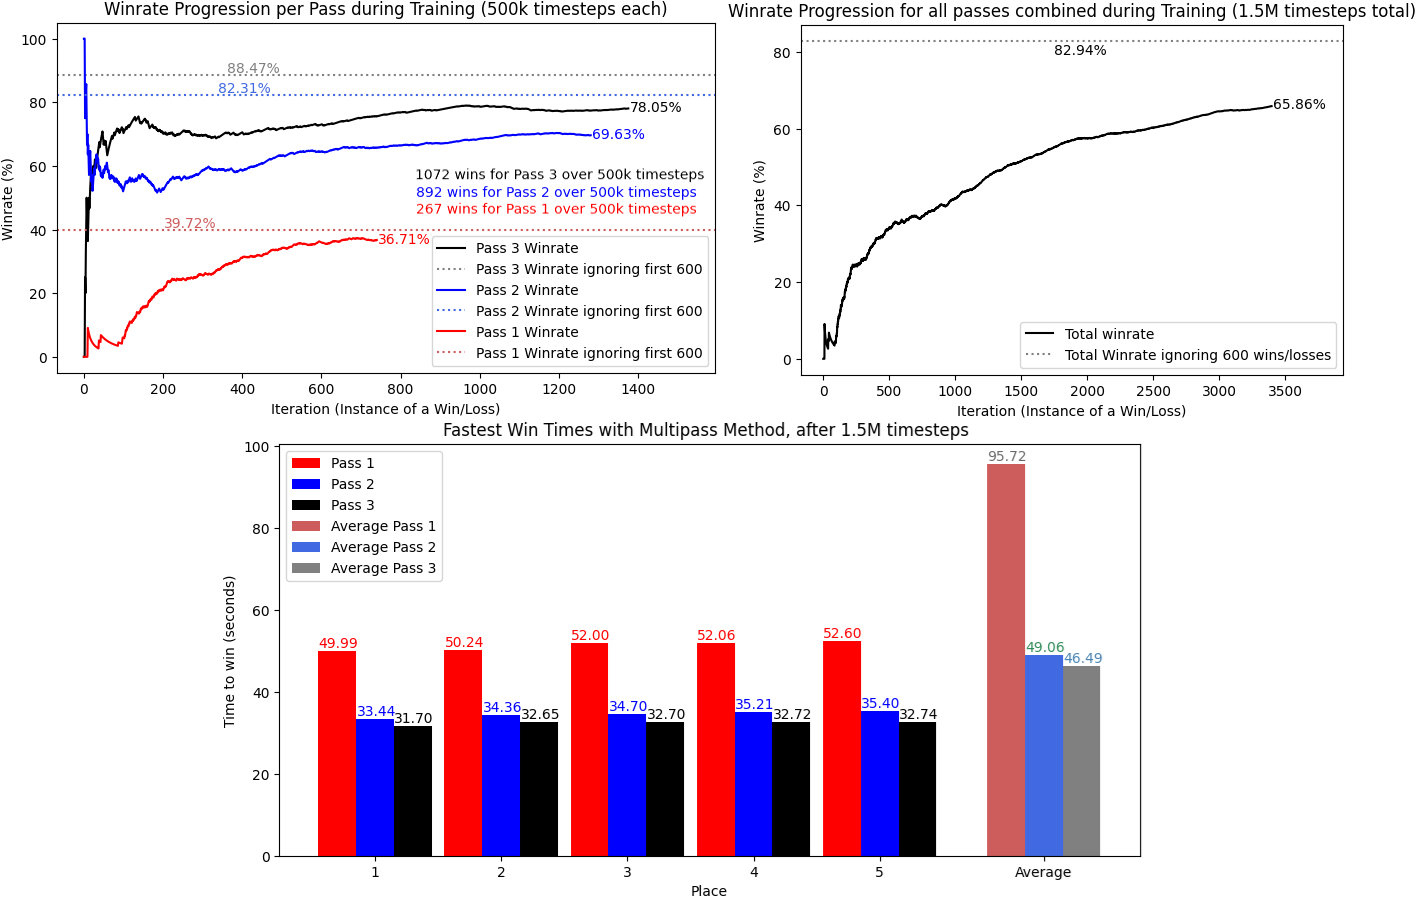 Winrate Progression per Pass during Training (500k timesteps each)
Winrate (%)
100
80
60
40
20
0
88.47%
82.31%
78.05%
69.63%
1072 wins for Pass 3 over 500k timesteps
892 wins for Pass 2 over 500k timesteps
267 wins for Pass 1 over 500k timesteps
39.72%
36.71%
Pass 3 Winrate
Pass 3 Winrate ignoring first 600
Pass 2 Winrate
Pass 2 Winrate ignoring first 600
Pass 1 Winrate
Pass 1 Winrate ignoring first 600
0 200 400 600 800 1000 1200 1400
Iteration (Instance of a Win/Loss)
Winrate Progression for all passes combined during Training (1.5M timesteps total)
Winrate (%)
80
60
40
20
0
82.94%
65.86%
Total winrate
Total Winrate ignoring 600 wins/losses
0 500 1000 1500 2000 2500 3000 3500
Iteration (Instance of a Win/Loss)
Fastest Win Times with Multipass Method, after 1.5M timesteps
Time to win (seconds)
100
80
60
40
20
0
Pass 1
Pass 2
Pass 3
Average Pass 1
Average Pass 2
Average Pass 3
49.99 33.44 31.70
50.24 34.36 32.65
52.00 34.70 32.70
52.06 35.21 32.72
52.60 35.40 32.74
95.72 49.06 46.49
1 2 3 4 5 Average
Place